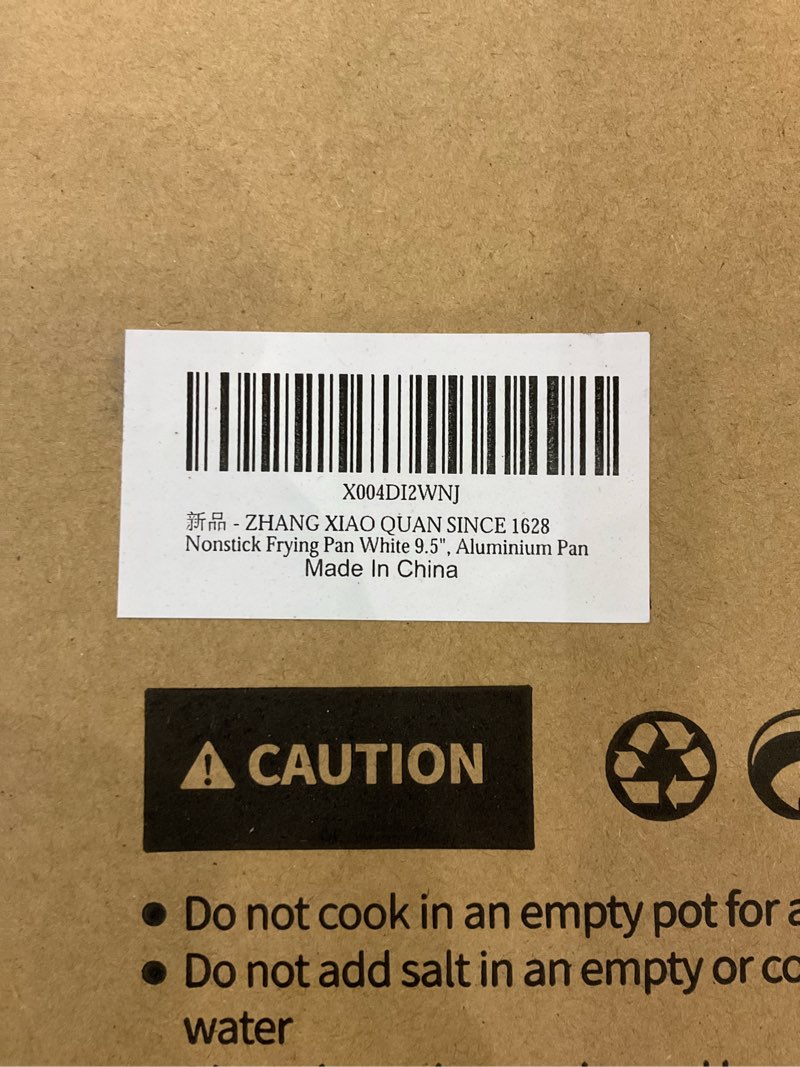 X004DI2WNJ
新品 - ZHANG XIAO QUAN SINCE 1628
Nonstick Frying Pan White 9.5", Aluminium Pan
Made In China
CAUTION
● Do not cook in an empty pot for
● Do not add salt in an empty or
water